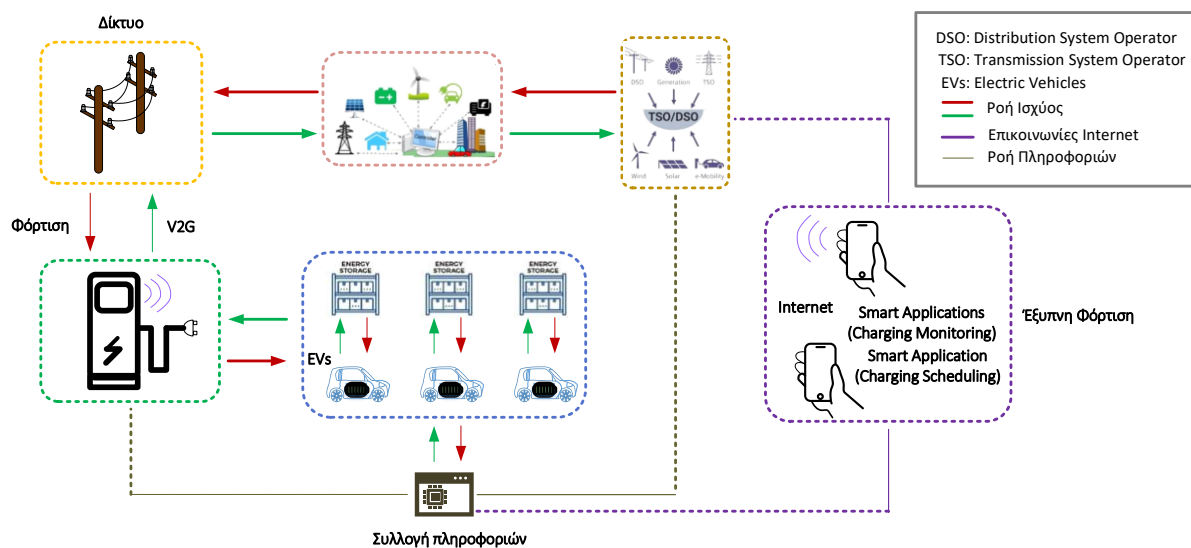 Δίκτυο
DSO
Generation
TSO
TSO/DSO
Wind
Solar
e-Mobility
DSO: Distribution System Operator
TSO: Transmission System Operator
EVs: Electric Vehicles
Ροή Ισχύος
Επικοινωνίες Internet
Ροή Πληροφοριών
Φόρτιση
V2G
ENERGY
STORAGE
ENERGY
STORAGE
ENERGY
STORAGE
EVs
Internet
Smart Applications
(Charging Monitoring)
Smart Application
(Charging Scheduling)
Έξυπνη Φόρτιση
Συλλογή πληροφοριών